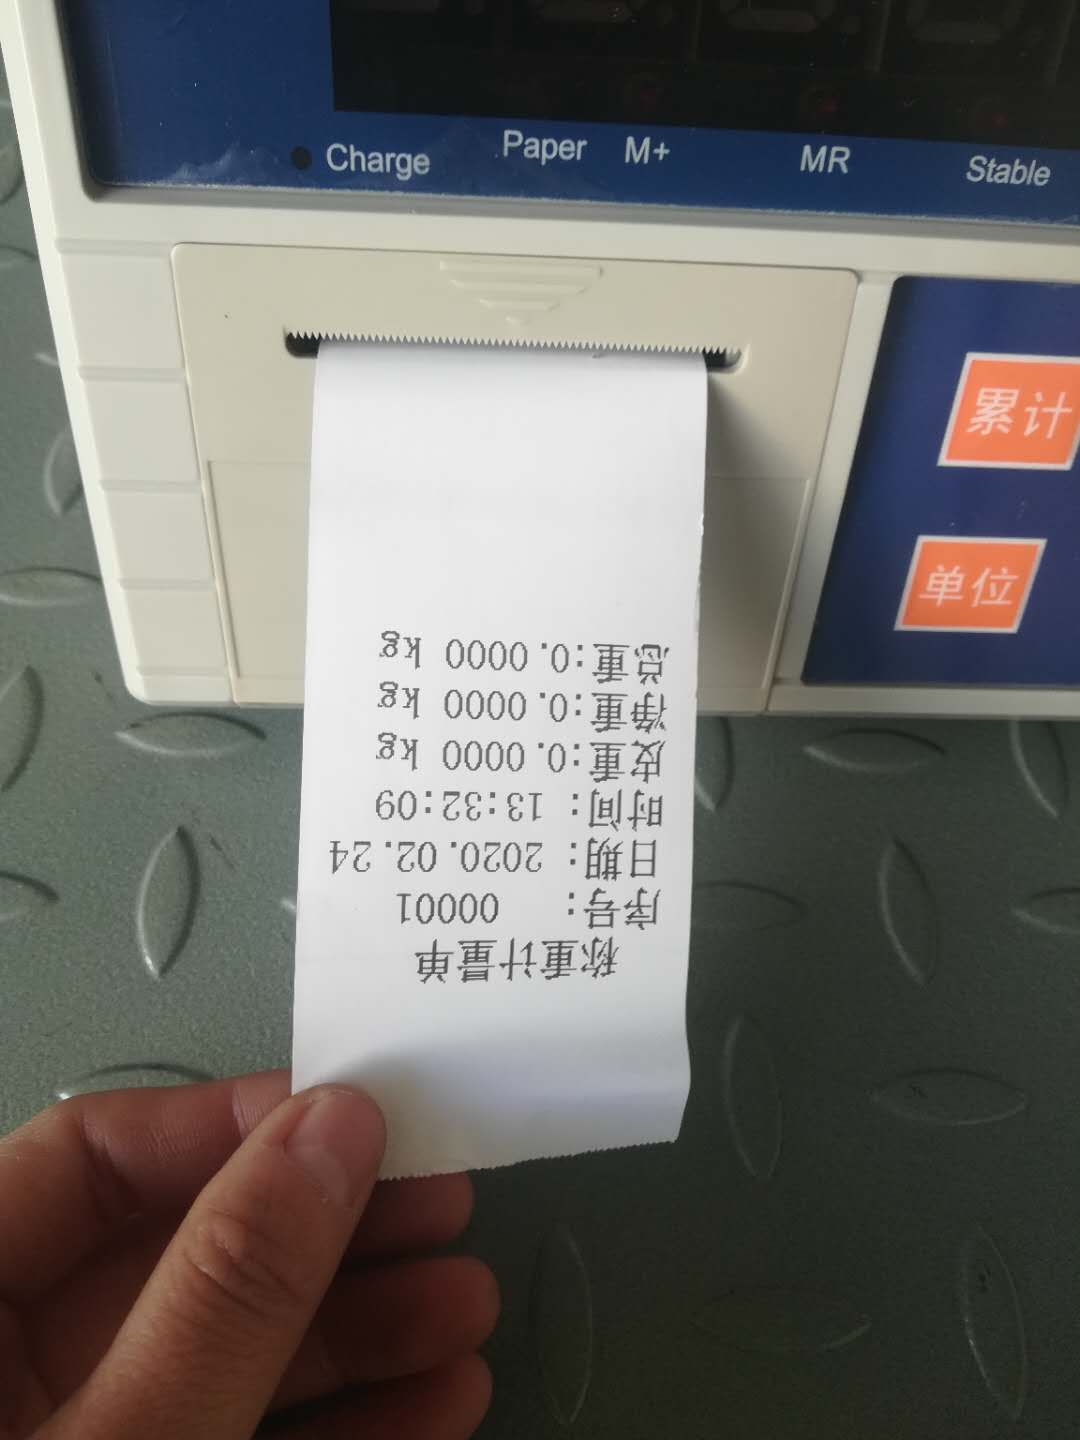 Charge
Paper
M+
MR
Stable
累计
单位
称重计量单
序号: 00001
日期: 2020.02.24
时间: 13:32:09
皮重:0.0000 kg
净重:0.0000 kg
总重:0.0000 kg